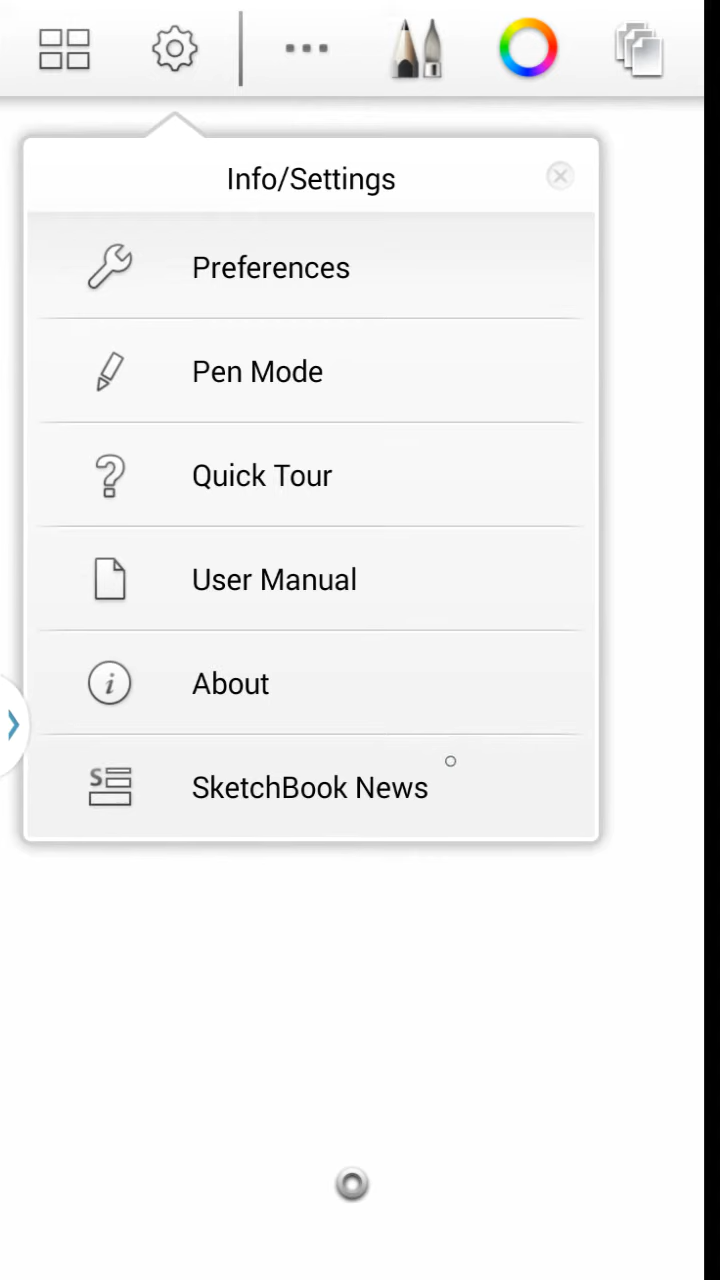 Info/Settings
Preferences
Pen Mode
Quick Tour
User Manual
About
SketchBook News